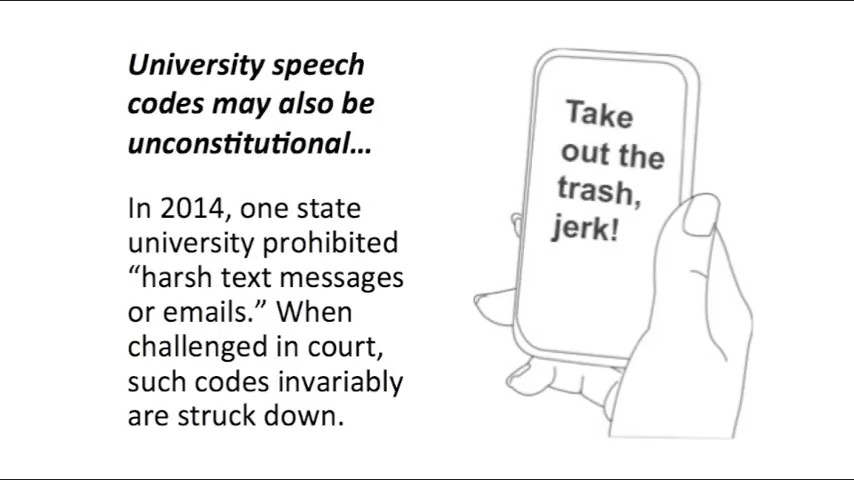 University speech
codes may also be
unconstitutional...
In 2014, one state
university prohibited
“harsh text messages
or emails.” When
challenged in court,
such codes invariably
are struck down.
Take
out the
trash,
jerk!